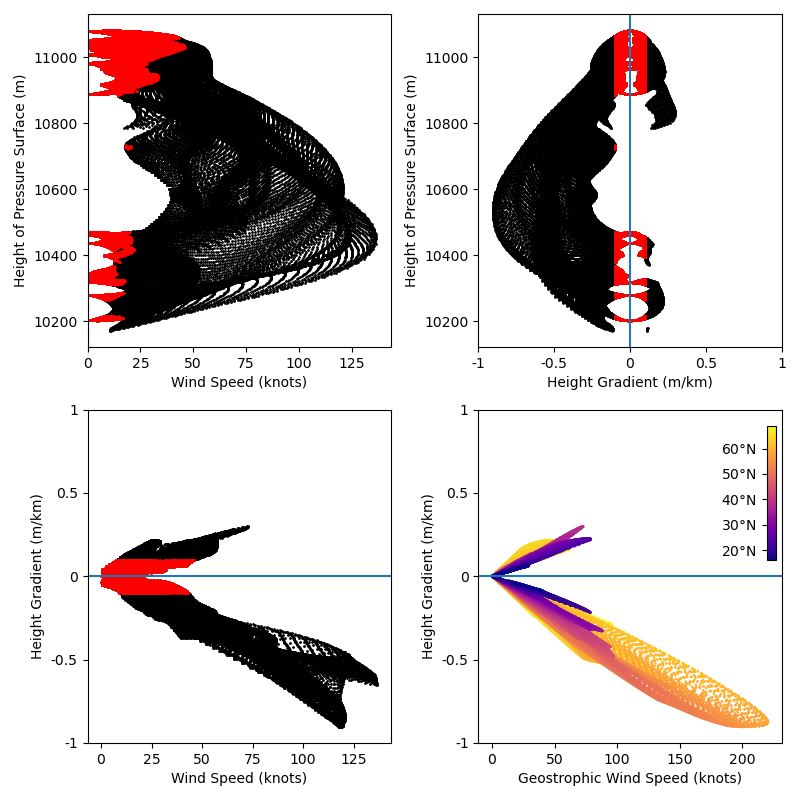 11000
10800
10600
10400
10200
Height of Pressure Surface (m)
0 25 50 75 100 125
Wind Speed (knots)
11000
10800
10600
10400
10200
Height of Pressure Surface (m)
-1 -0.5 0 0.5 1
Height Gradient (m/km)
1
0.5
0
-0.5
-1
Height Gradient (m/km)
0 25 50 75 100 125
Wind Speed (knots)
1
0.5
0
-0.5
-1
Height Gradient (m/km)
60°N
50°N
40°N
30°N
20°N
0 50 100 150 200
Geostrophic Wind Speed (knots)